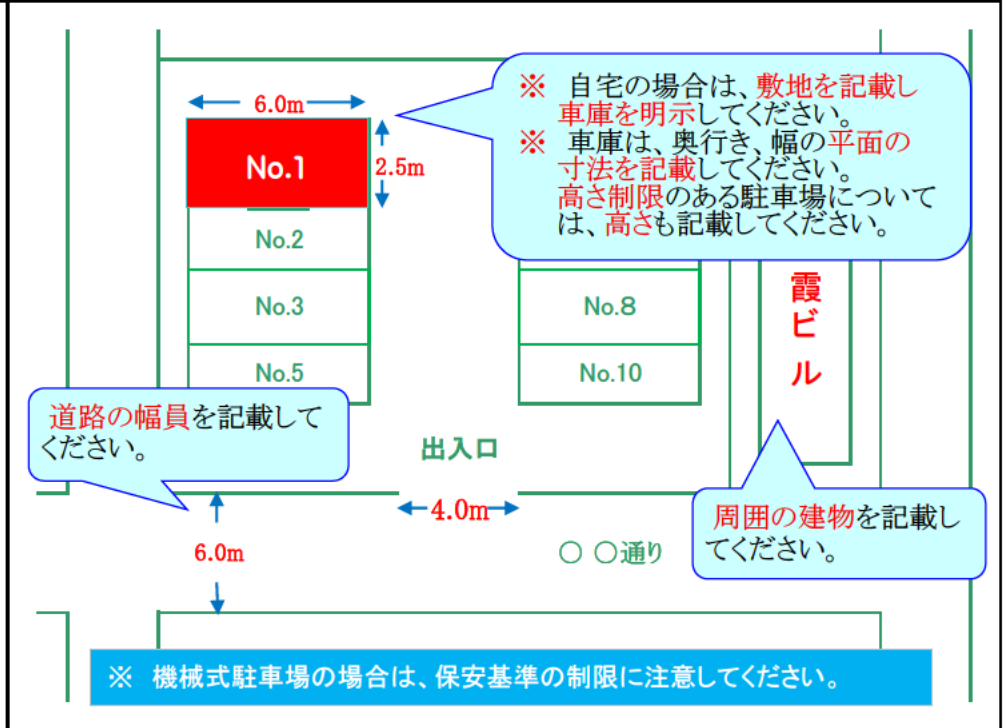 ※ 自宅の場合は、敷地を記載し
車庫を明示してください。
※ 車庫は、奥行き、幅の平面の
寸法を記載してください。
高さ制限のある駐車場について
は、高さも記載してください。
6.0m
No.1
2.5m
No.2
No.3
No.8
No.5
No.10
霞ビル
道路の幅員を記載して
ください。
出入口
4.0m
周囲の建物を記載し
てください。
6.0m
○ ○通り
※ 機械式駐車場の場合は、保安基準の制限に注意してください。